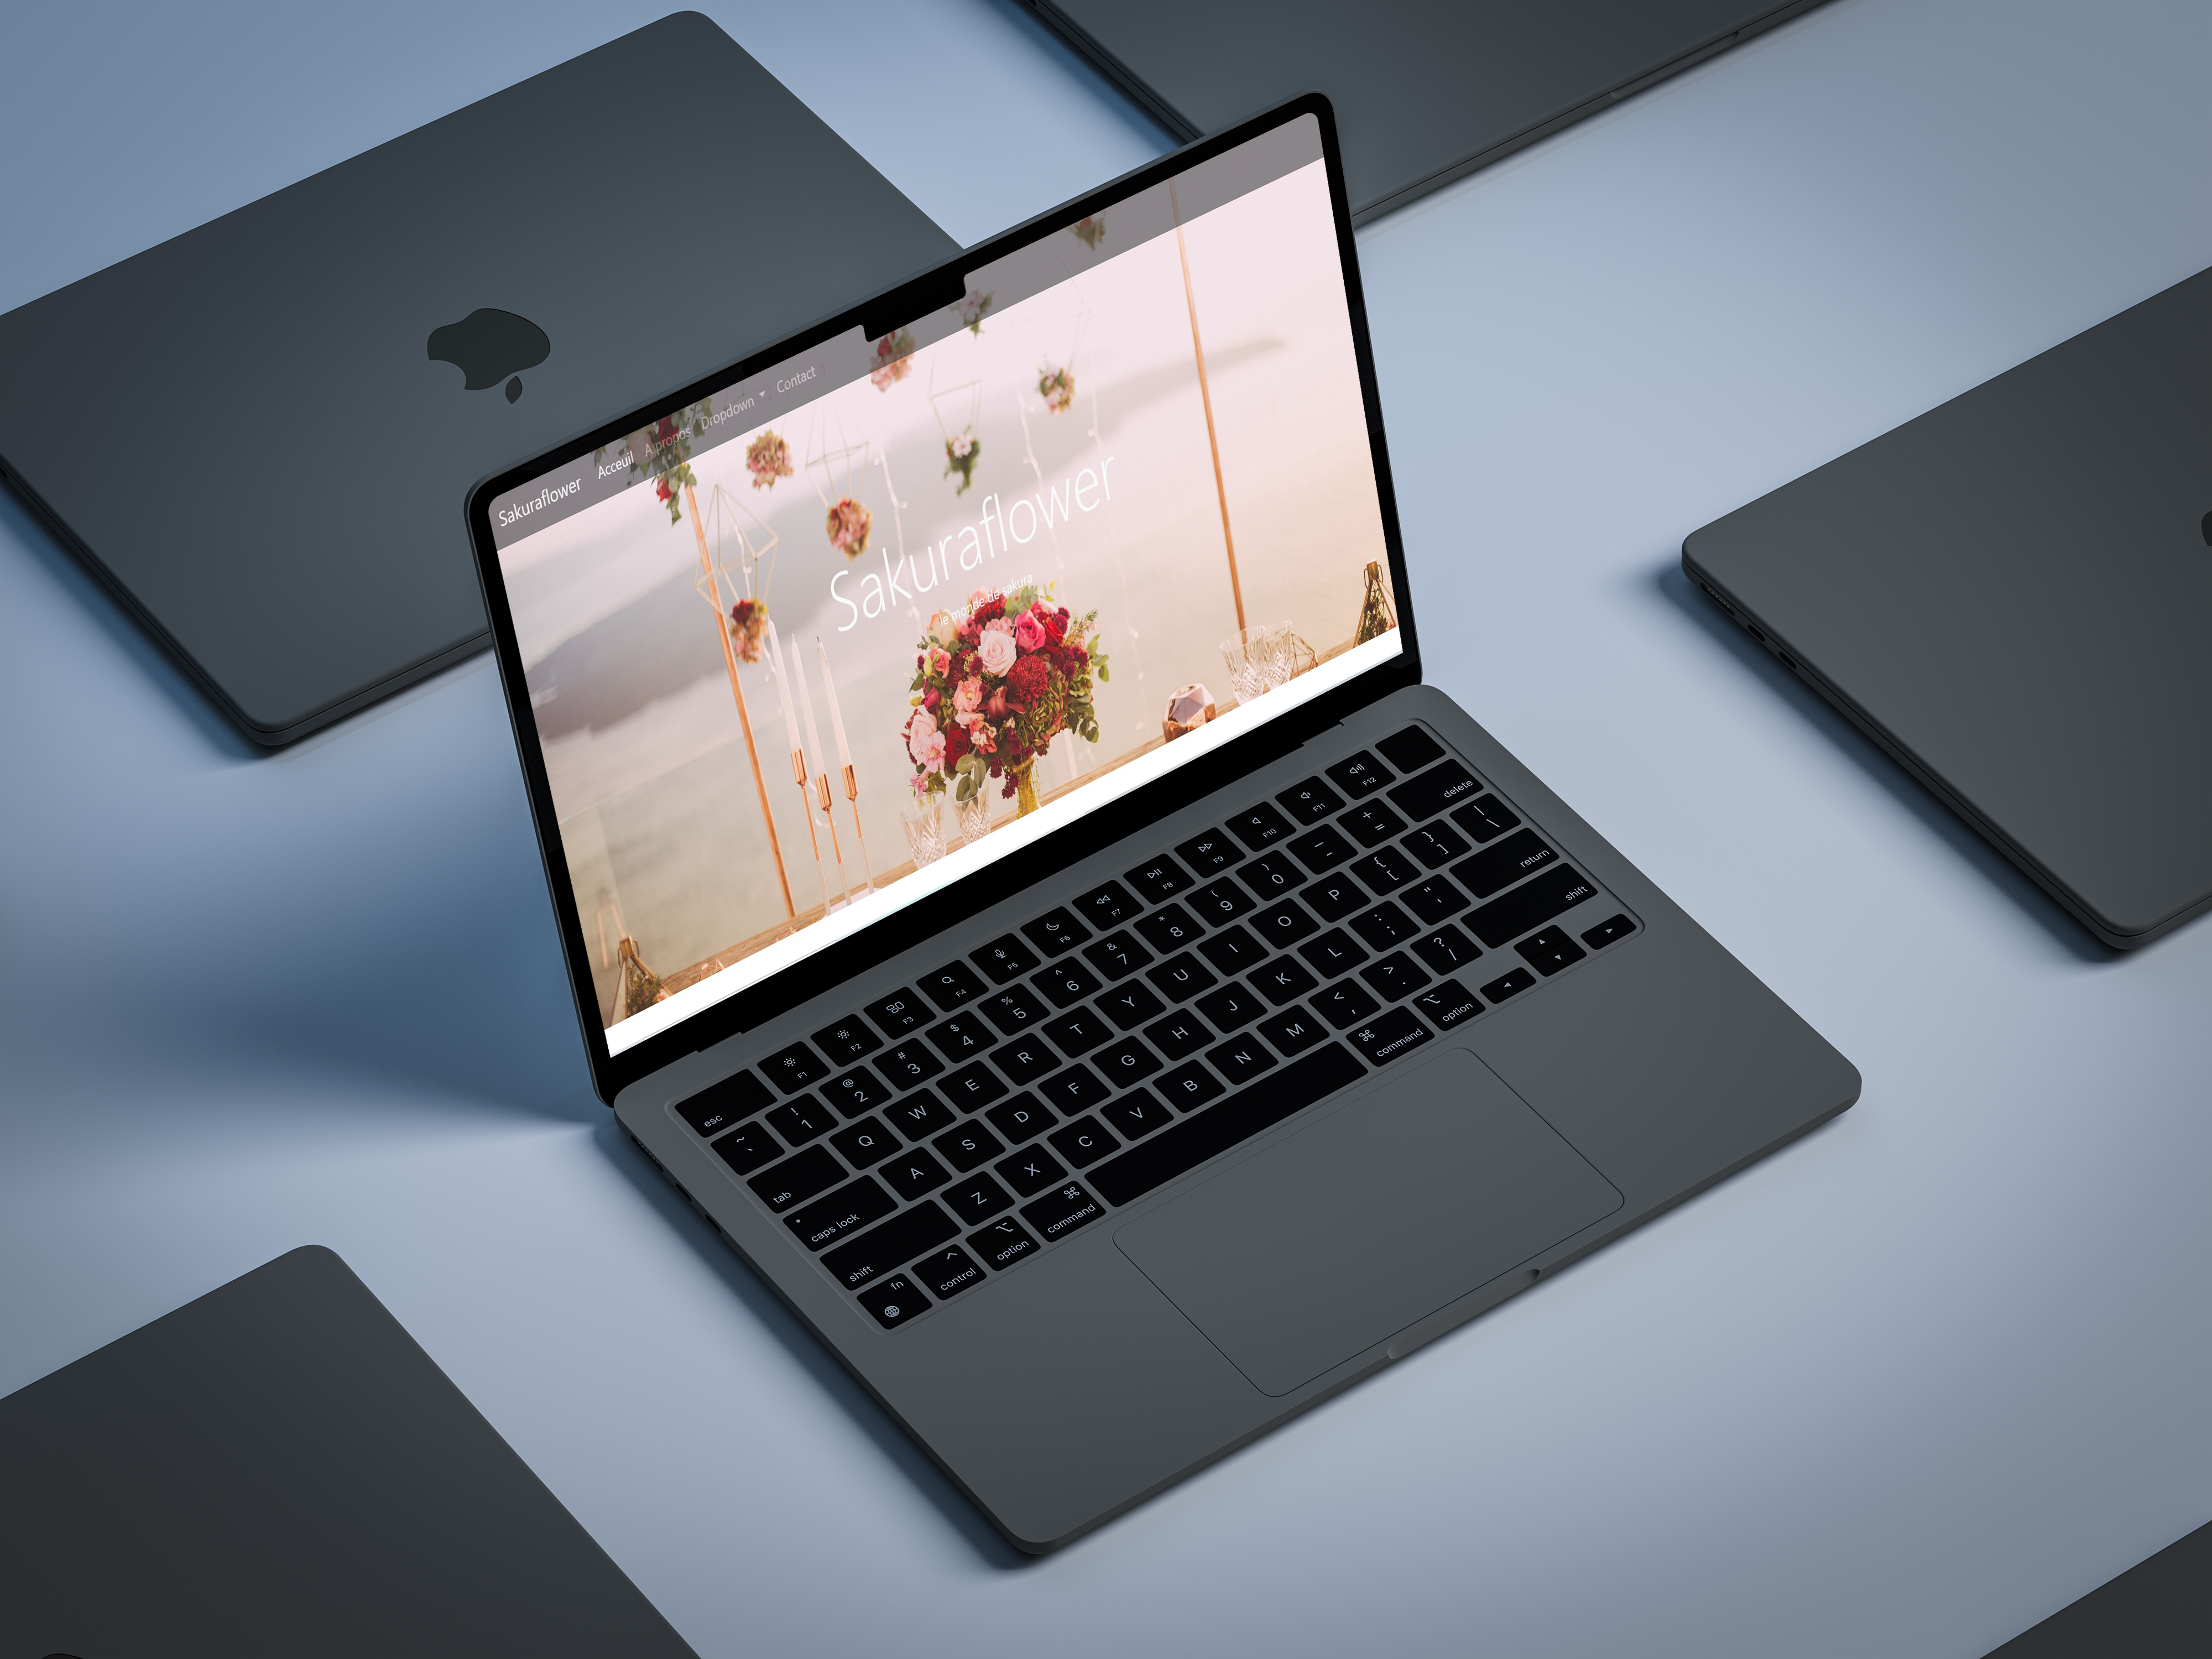 Sakuraflower Acceuil A propos Dropdown Contact
Sakuraflower
le monde de sakura
esc F1 F2 F3 F4 F5 F6 F7 F8 F9 F10 F11 F12
~ ` ! 1 @ 2 # 3 $ 4 % 5 ^ 6 & 7 * 8 ( 9 ) 0 _ - + = delete
tab Q W E R T Y U I O P { [ } ] | \
caps lock A S D F G H J K L : ; " ' return
shift Z X C V B N M < , > . ? / shift
fn control option command command option